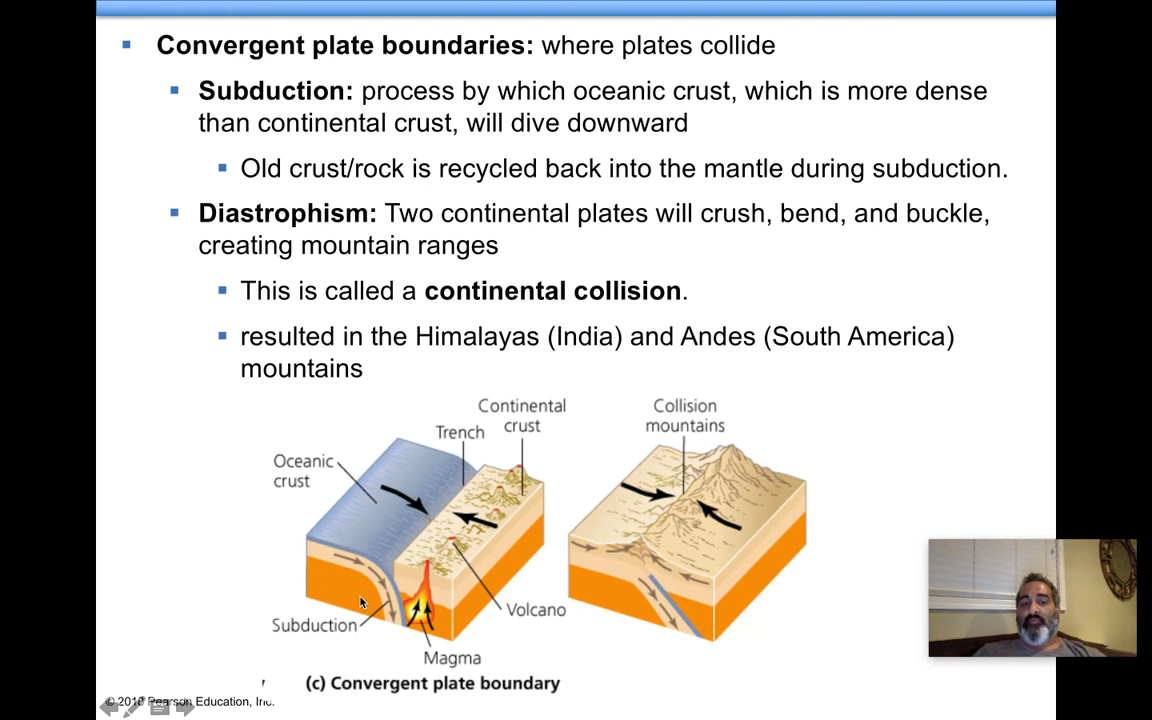 Convergent plate boundaries: where plates collide
Subduction: process by which oceanic crust, which is more dense
than continental crust, will dive downward
Old crust/rock is recycled back into the mantle during subduction.
Diastrophism: Two continental plates will crush, bend, and buckle,
creating mountain ranges
This is called a continental collision.
resulted in the Himalayas (India) and Andes (South America)
mountains
Continental
crust
Trench
Oceanic
crust
Collision
mountains
Volcano
Subduction
Magma
(c) Convergent plate boundary
© 2018 Pearson Education, Inc.